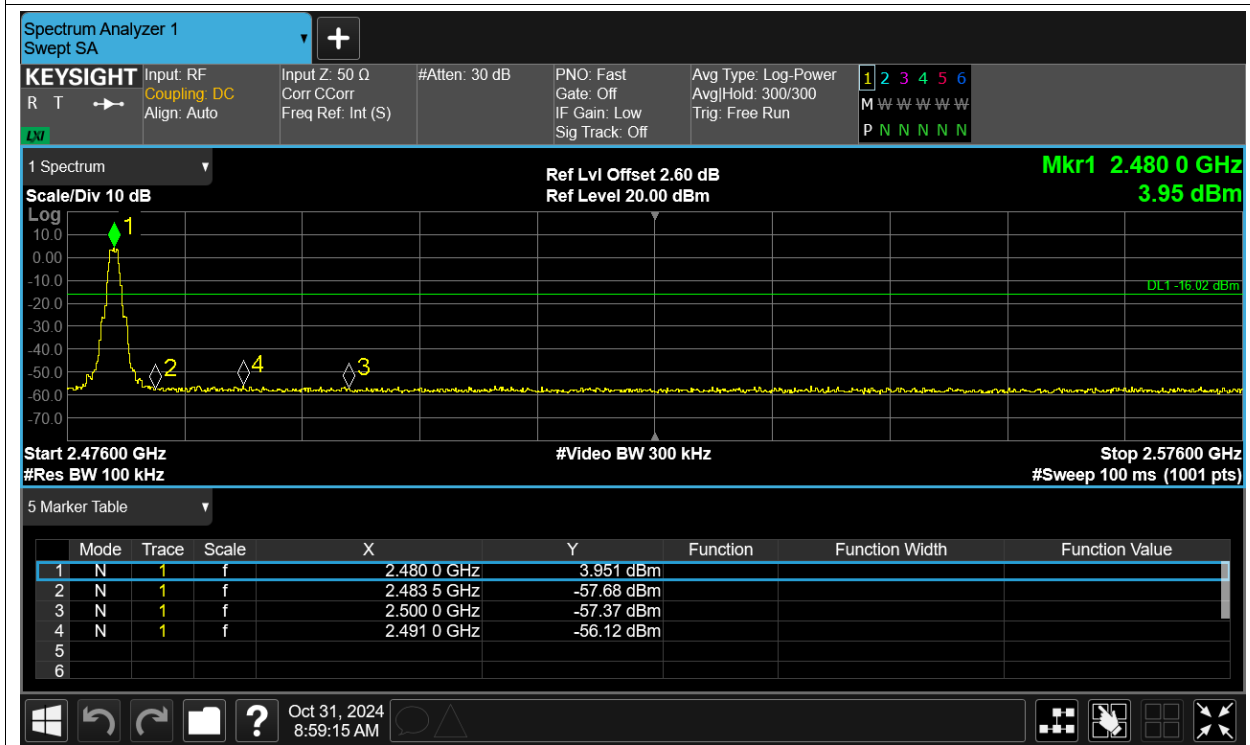 Spectrum Analyzer 1
Swept SA
KEYSIGHT Input: RF Input Z: 50 Ω #Atten: 30 dB PNO: Fast Avg Type: Log-Power 1 2 3 4 5 6
R T Coupling: DC Corr CCorr Gate: Off Avg|Hold: 300/300 M W W W W W
Align: Auto Freq Ref: Int (S) IF Gain: Low Trig: Free Run
LXI Sig Track: Off P N N N N N
1 Spectrum Ref Lvl Offset 2.60 dB Mkr1 2.480 0 GHz
Scale/Div 10 dB Ref Level 20.00 dBm 3.95 dBm
Log
1
10.0
0.00
-10.0
DL1 -16.02 dBm
-20.0
-30.0
-40.0
2 4 3
-50.0
-60.0
-70.0
Start 2.47600 GHz #Video BW 300 kHz Stop 2.57600 GHz
#Res BW 100 kHz #Sweep 100 ms (1001 pts)
5 Marker Table
Mode Trace Scale X Y Function Function Width Function Value
1 N 1 f 2.480 0 GHz 3.951 dBm
2 N 1 f 2.483 5 GHz -57.68 dBm
3 N 1 f 2.500 0 GHz -57.37 dBm
4 N 1 f 2.491 0 GHz -56.12 dBm
5
6
? Oct 31, 2024
8:59:15 AM